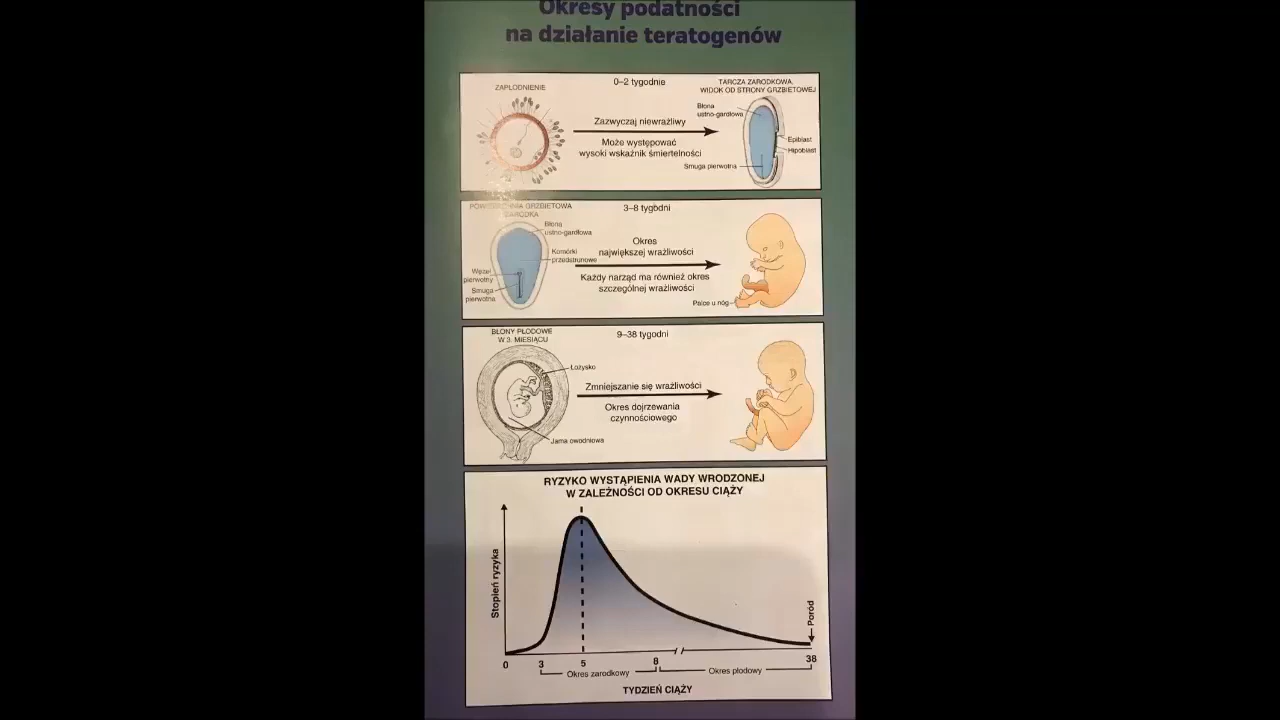 Okresy podatności
na działanie teratogenów
ZAPŁODNIENIE
0–2 tygodnie
TARCZA ZARODKOWA,
WIDOK OD STRONY GRZBIETOWEJ
Błona
ustno-gardłowa
Zazwyczaj niewrażliwy
Może występować
wysoki wskaźnik śmiertelności
Epiblast
Hipoblast
Smuga pierwotna
POWIERZCHNIA GRZBIETOWA
ZARODKA
3–8 tygodni
Błona
ustno-gardłowa
Komórki
przedstrunowe
Węzeł
pierwotny
Smuga
pierwotna
Okres
największej wrażliwości
Każdy narząd ma również okres
szczególnej wrażliwości
Palce u nóg
BŁONY PŁODOWE
W 3. MIESIĄCU
9–38 tygodni
Łożysko
Zmniejszanie się wrażliwości
Okres dojrzewania
czynnościowego
Jama owodniowa
RYZYKO WYSTĄPIENIA WADY WRODZONEJ
W ZALEŻNOŚCI OD OKRESU CIĄŻY
Stopień ryzyka
Poród
0 3 5 8 38
Okres zarodkowy Okres płodowy
TYDZIEŃ CIĄŻY